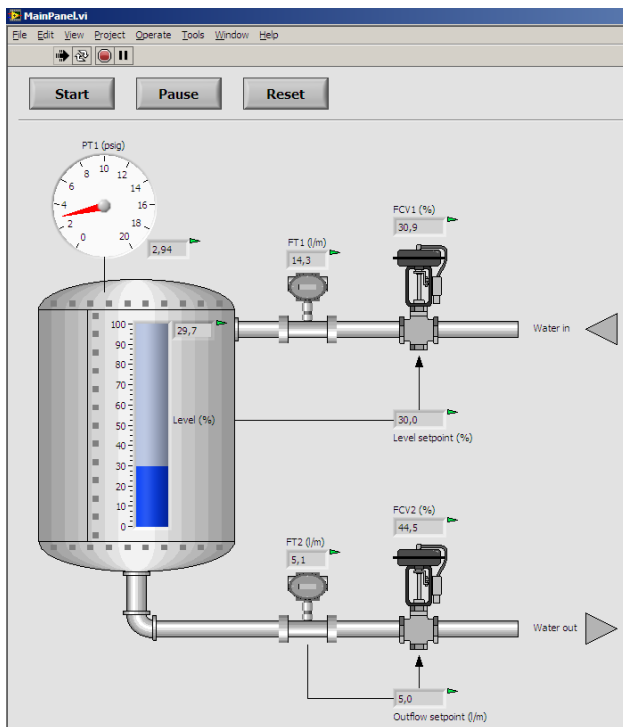 MainPanel.vi
File Edit View Project Operate Tools Window Help
Start Pause Reset
PT1 (psig)
0 2 4 6 8 10 12 14 16 18 20
2,94
FT1 (l/m)
14,3
FCV1 (%)
30,9
Water in
100
90
80
70
60
50
40
30
20
10
0
29,7
Level (%)
30,0
Level setpoint (%)
FT2 (l/m)
5,1
FCV2 (%)
44,5
Water out
5,0
Outflow setpoint (l/m)